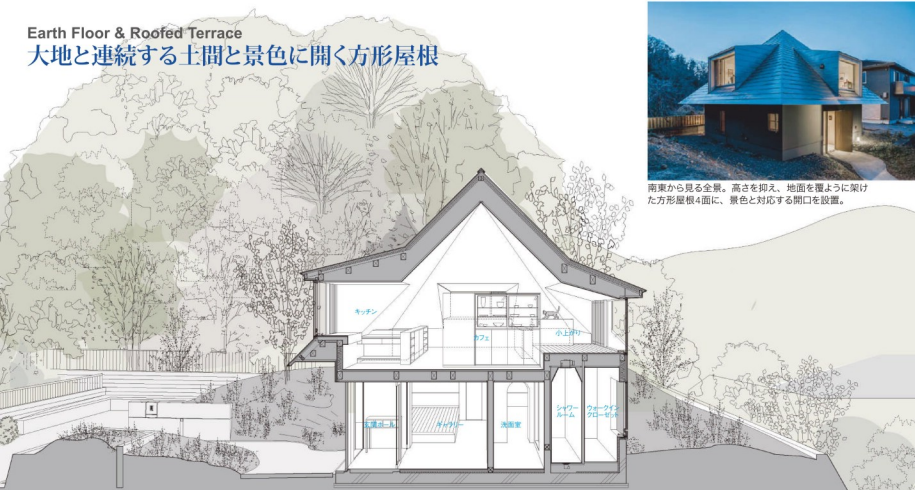 Earth Floor & Roofed Terrace
大地と連続する土間と景色に開く方形屋根
南東から見る全景。高さを抑え、地面を覆ように架け
た方形屋根4面に、景色と対応する開口を設置。
キッチン
カフェ
小上がり
玄関ホール
ギャラリー
洗面室
シャワー
ルーム
ウォークイン
クローゼット